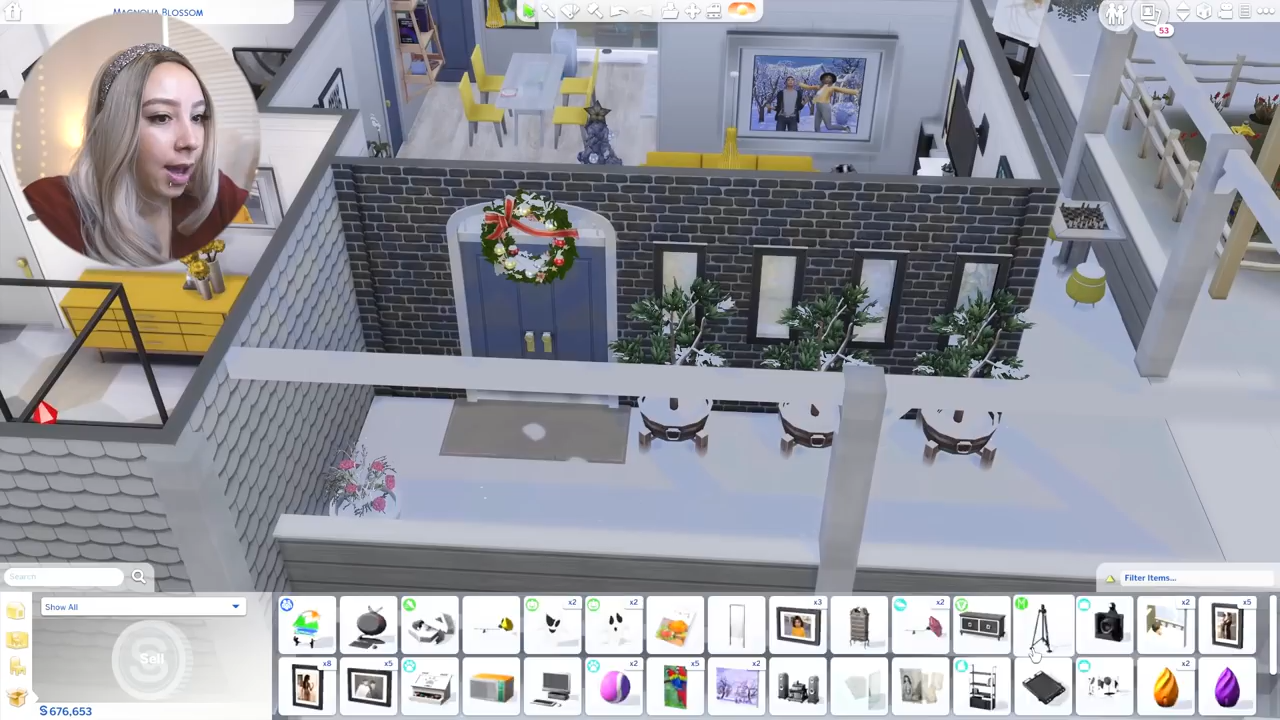 MAGNOLIA BLOSSOM
53
Search
Filter Items...
Show All
Sell
x2
x2
x3
x2
x2
x5
x8
x5
x2
x5
x2
x2
§676,653